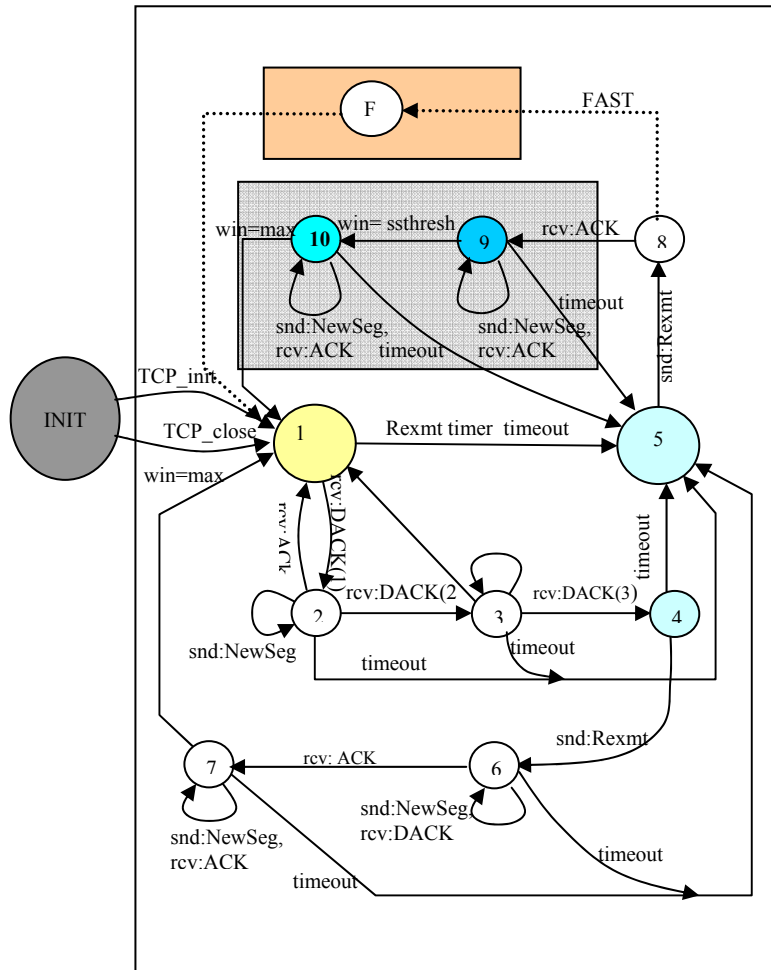 FAST
F
win=max
10
win= ssthresh
9
rcv:ACK
8
snd:NewSeg,
rcv:ACK
timeout
snd:NewSeg,
rcv:ACK
timeout
snd:Rexmt
INIT
TCP_init
TCP_close
win=max
1
Rexmt timer timeout
5
rcv:ACk
rcv:DACK(1)
2
rcv:DACK(2
3
rcv:DACK(3)
4
timeout
snd:NewSeg
timeout
timeout
snd:Rexmt
7
rcv: ACK
6
snd:NewSeg,
rcv:ACK
timeout
snd:NewSeg,
rcv:DACK
timeout